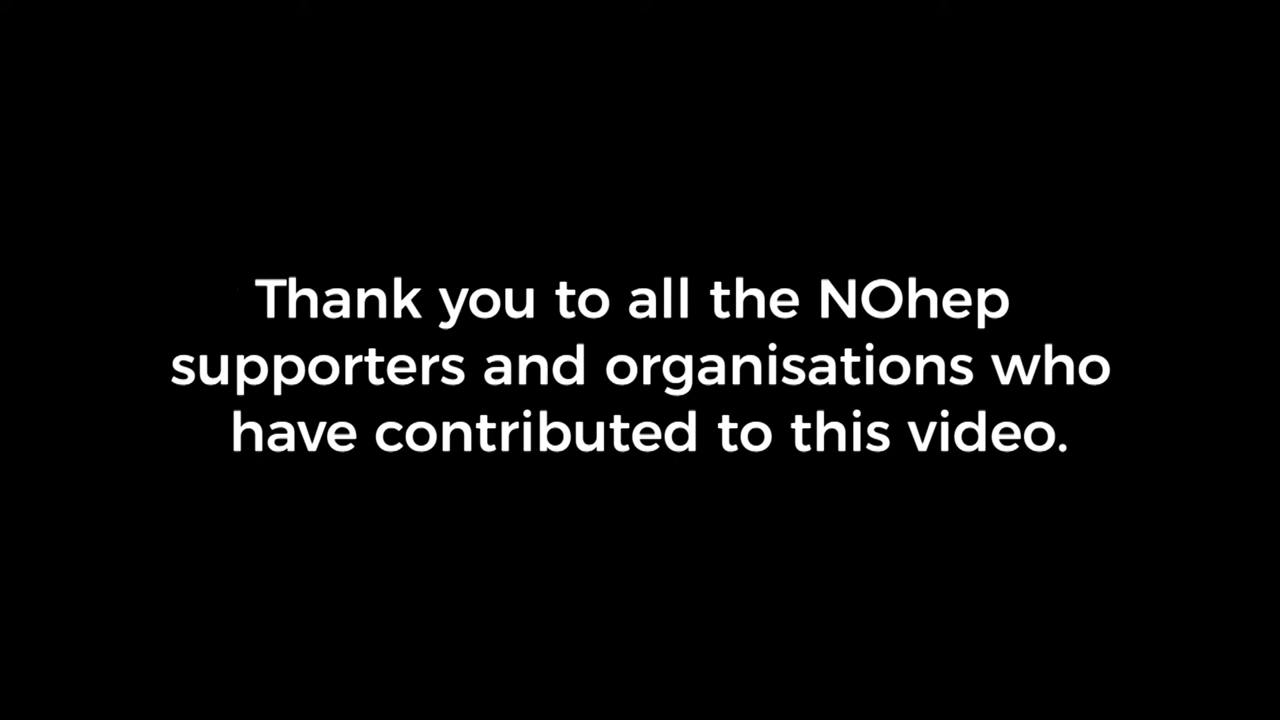 Thank you to all the NOhep
supporters and organisations who
have contributed to this video.